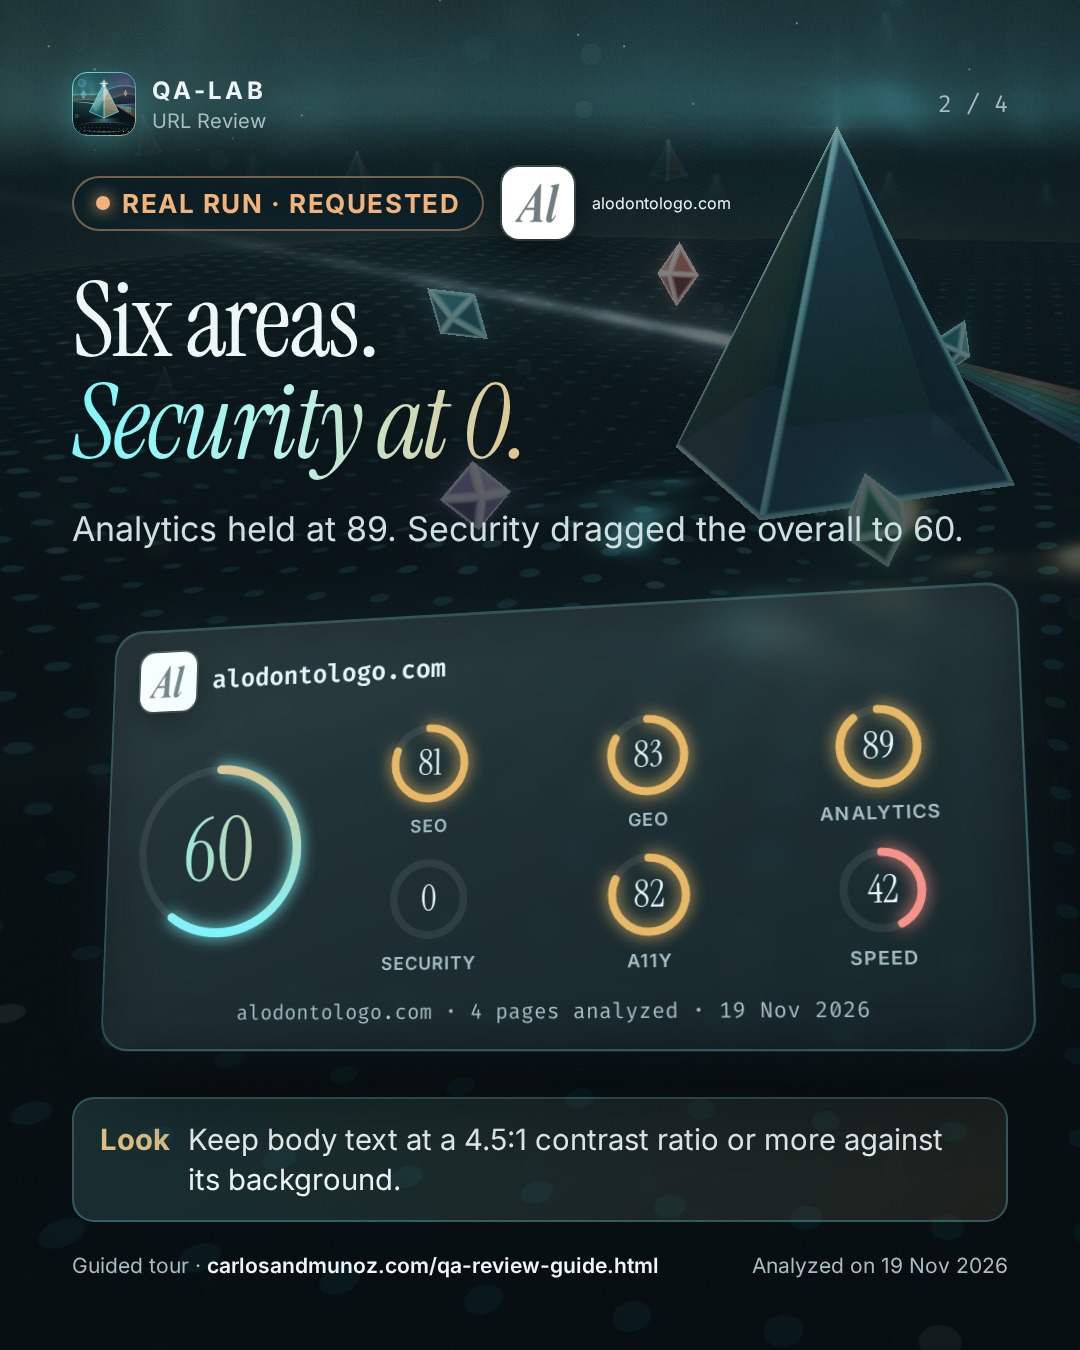 QA-LAB
URL Review
2 / 4
REAL RUN · REQUESTED
Al
alodontologo.com
Six areas.
Security at 0.
Analytics held at 89. Security dragged the overall to 60.
Al
alodontologo.com
60
81
SEO
83
GEO
89
ANALYTICS
0
SECURITY
82
A11Y
42
SPEED
alodontologo.com · 4 pages analyzed · 19 Nov 2026
Look Keep body text at a 4.5:1 contrast ratio or more against
its background.
Guided tour · carlosandmunoz.com/qa-review-guide.html
Analyzed on 19 Nov 2026